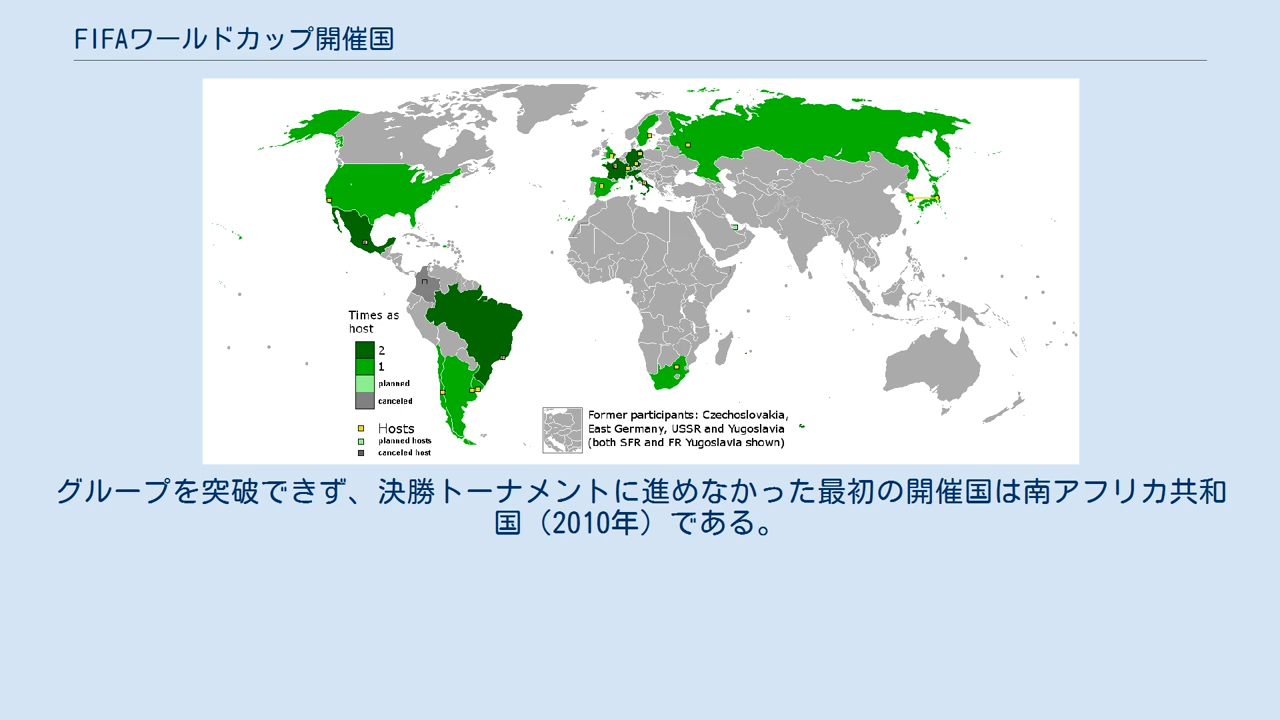 FIFAワールドカップ開催国
Times as
host
2
1
planned
canceled
Hosts
planned hosts
canceled host
Former participants: Czechoslovakia,
East Germany, USSR and Yugoslavia
(both SFR and FR Yugoslavia shown)
グループを突破できず、決勝トーナメントに進めなかった最初の開催国は南アフリカ共和
国（2010年）である。